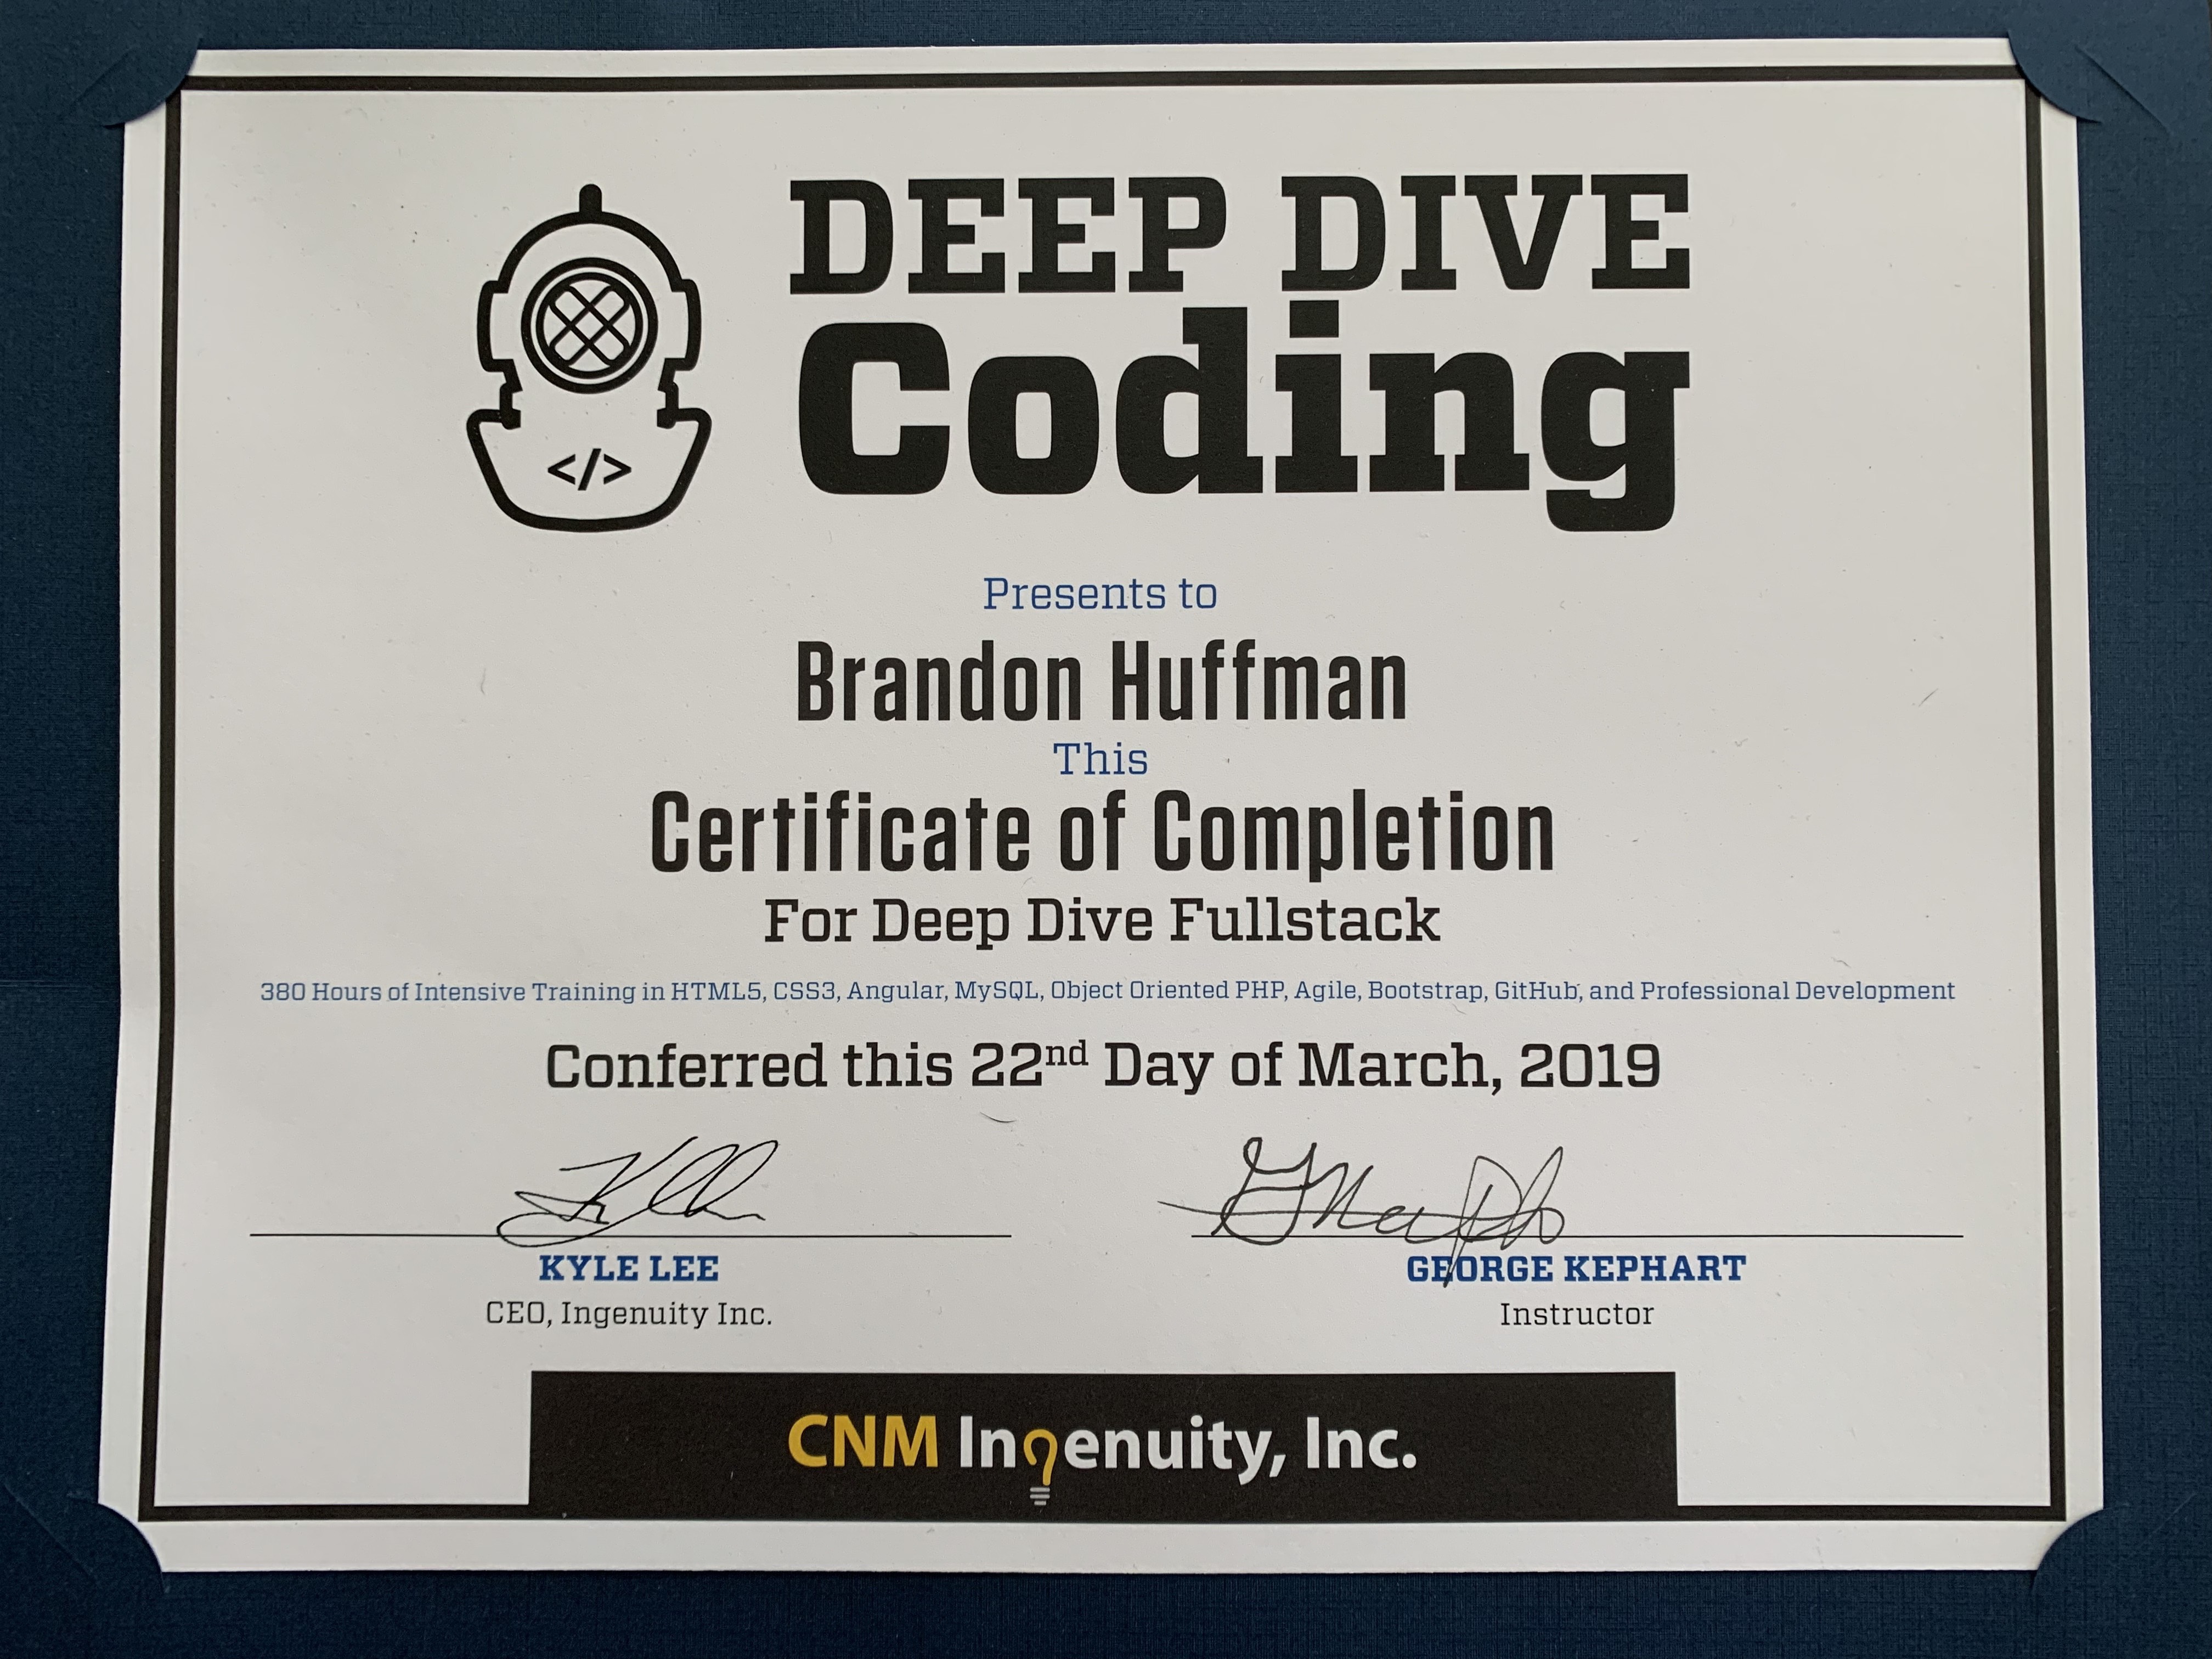 DEEP DIVE
Coding
</>
Presents to
Brandon Huffman
This
Certificate of Completion
For Deep Dive Fullstack
380 Hours of Intensive Training in HTML5, CSS3, Angular, MySQL, Object Oriented PHP, Agile, Bootstrap, GitHub, and Professional Development
Conferred this 22nd Day of March, 2019
KYLE LEE
CEO, Ingenuity Inc.
GEORGE KEPHART
Instructor
CNM Ingenuity, Inc.